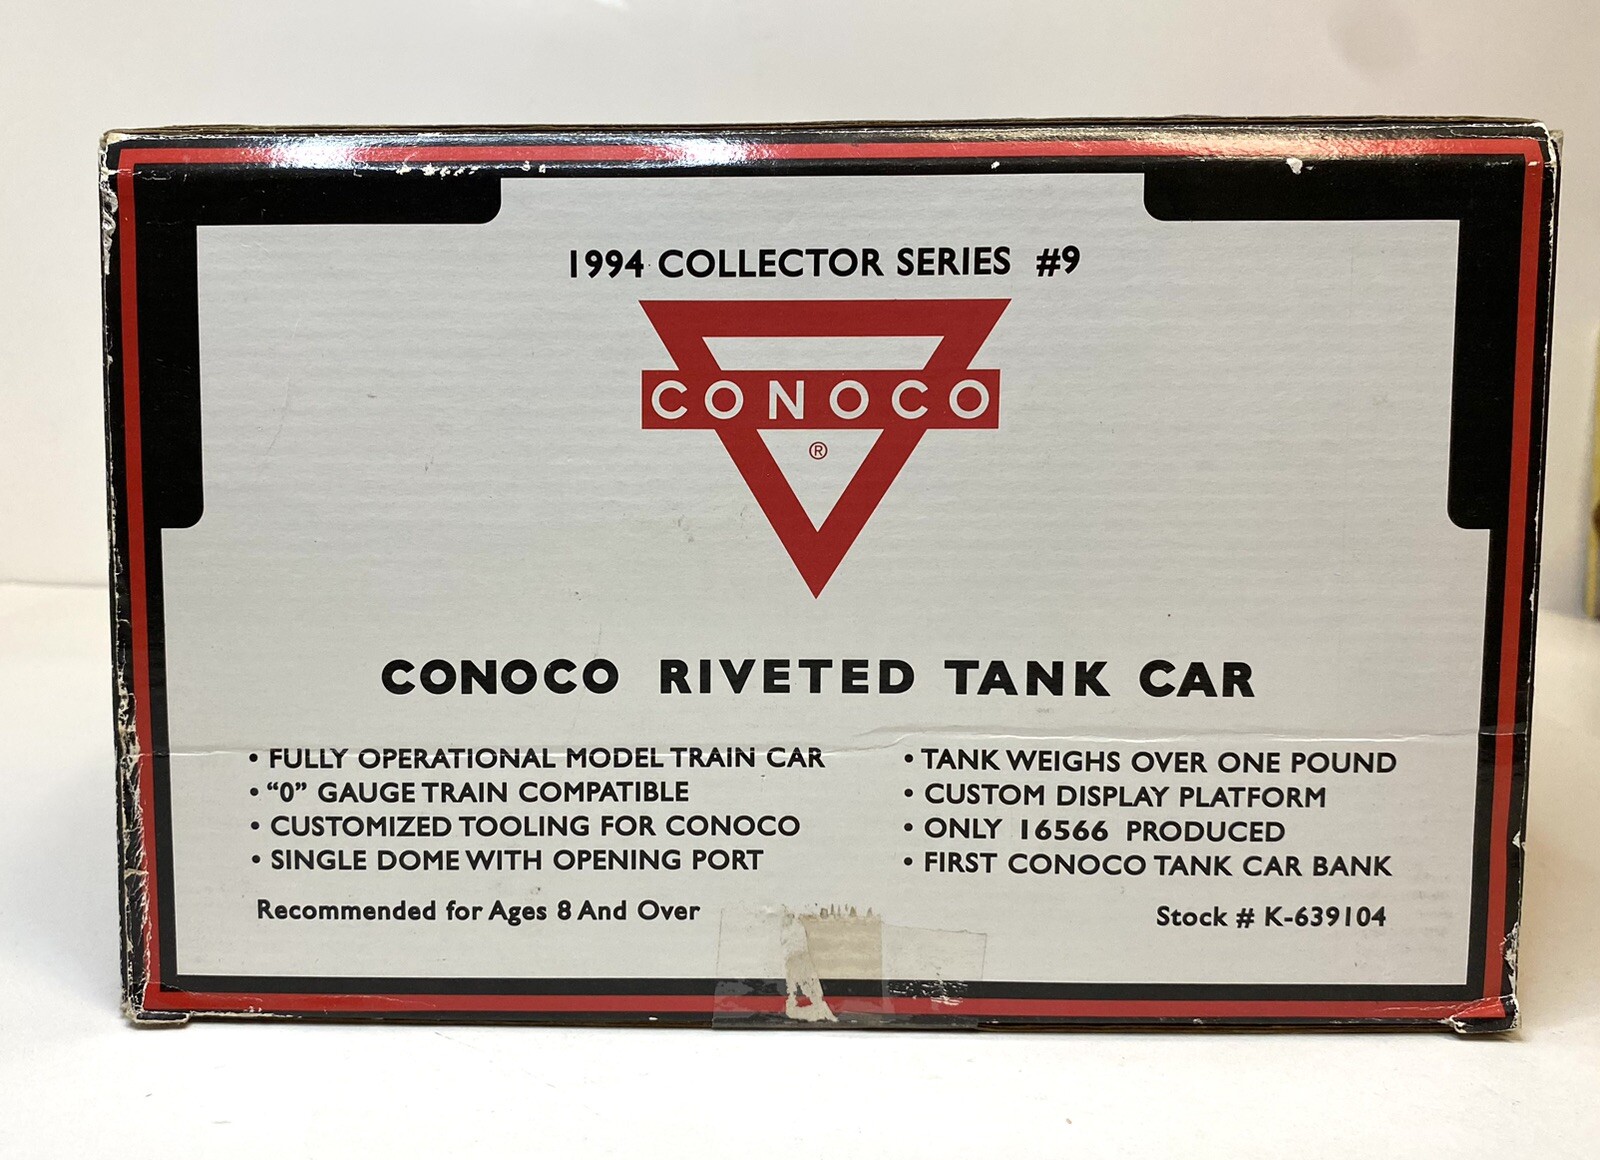 1994 COLLECTOR SERIES #9
CONOCO
®
CONOCO RIVETED TANK CAR
• FULLY OPERATIONAL MODEL TRAIN CAR
• "0" GAUGE TRAIN COMPATIBLE
• CUSTOMIZED TOOLING FOR CONOCO
• SINGLE DOME WITH OPENING PORT
• TANK WEIGHS OVER ONE POUND
• CUSTOM DISPLAY PLATFORM
• ONLY 16566 PRODUCED
• FIRST CONOCO TANK CAR BANK
Recommended for Ages 8 And Over
Stock # K-639104